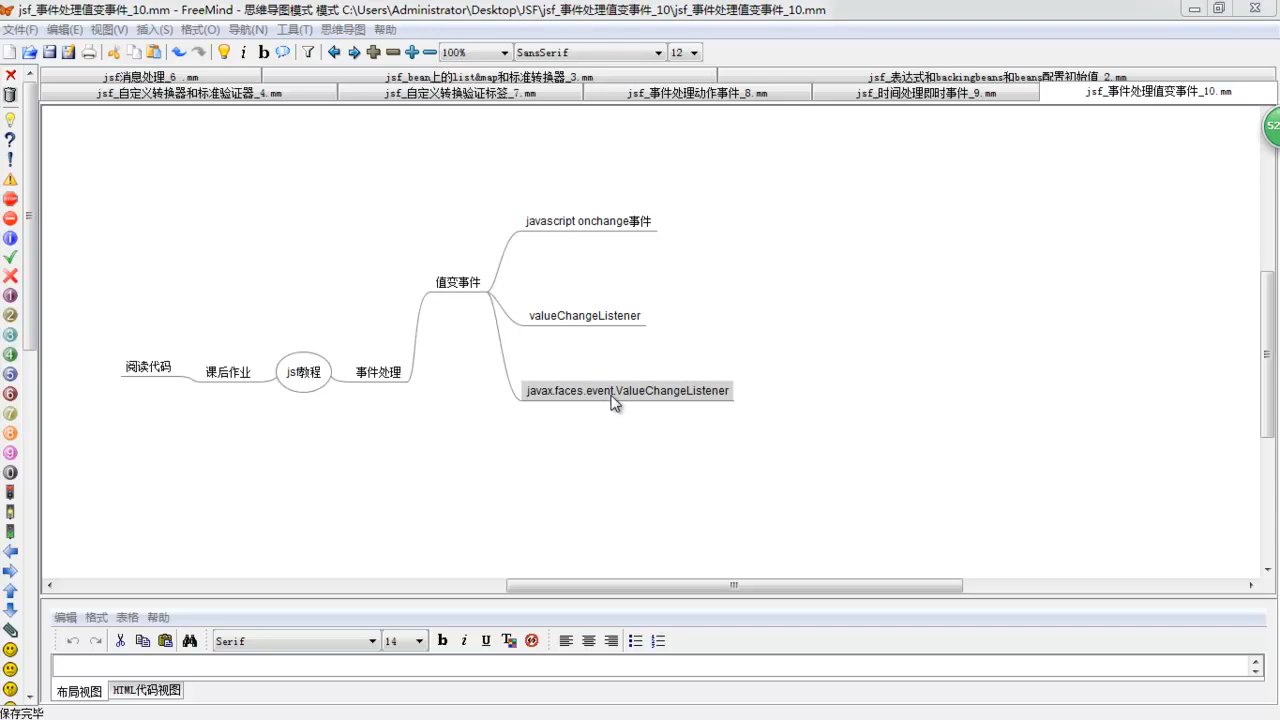 jsf_事件处理值变事件_10.mm - FreeMind - 思维导图模式 模式 C:\Users\Administrator\Desktop\JSF\jsf_事件处理值变事件_10\jsf_事件处理值变事件_10.mm
文件(F) 编辑(E) 视图(V) 插入(S) 格式(O) 导航(N) 工具(T) 思维导图 帮助
100% SansSerif 12
jsf消息处理_6 .mm jsf_bean上的list&map和标准转换器_3.mm jsf_表达式和backingbeans和beans配置初始值_2.mm
jsf_自定义转换器和标准验证器_4.mm jsf_自定义转换验证标签_7.mm jsf_事件处理动作事件_8.mm jsf_时间处理即时事件_9.mm jsf_事件处理值变事件_10.mm
52
javascript onchange事件
值变事件
valueChangeListener
阅读代码 课后作业 jsf教程 事件处理
javax.faces.event.ValueChangeListener
编辑 格式 表格 帮助
Serif 14
布局视图 HTML代码视图
保存完毕